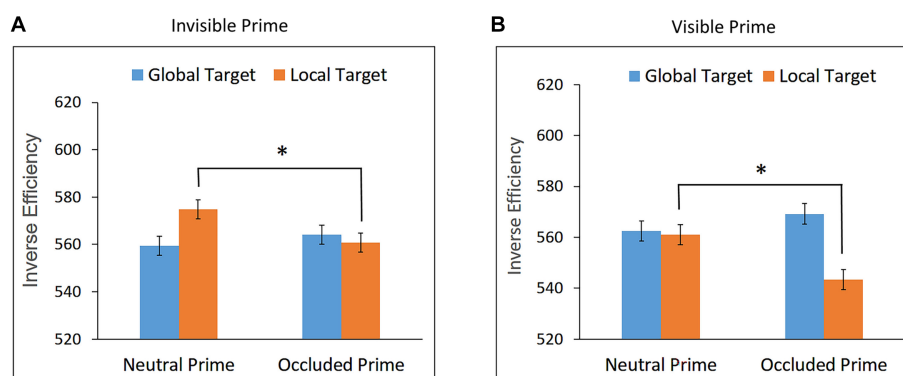 A
Invisible Prime
Global Target Local Target
Inverse Efficiency
620
600
580
560
540
520
*
Neutral Prime Occluded Prime
B
Visible Prime
Global Target Local Target
Inverse Efficiency
620
600
580
560
540
520
*
Neutral Prime Occluded Prime